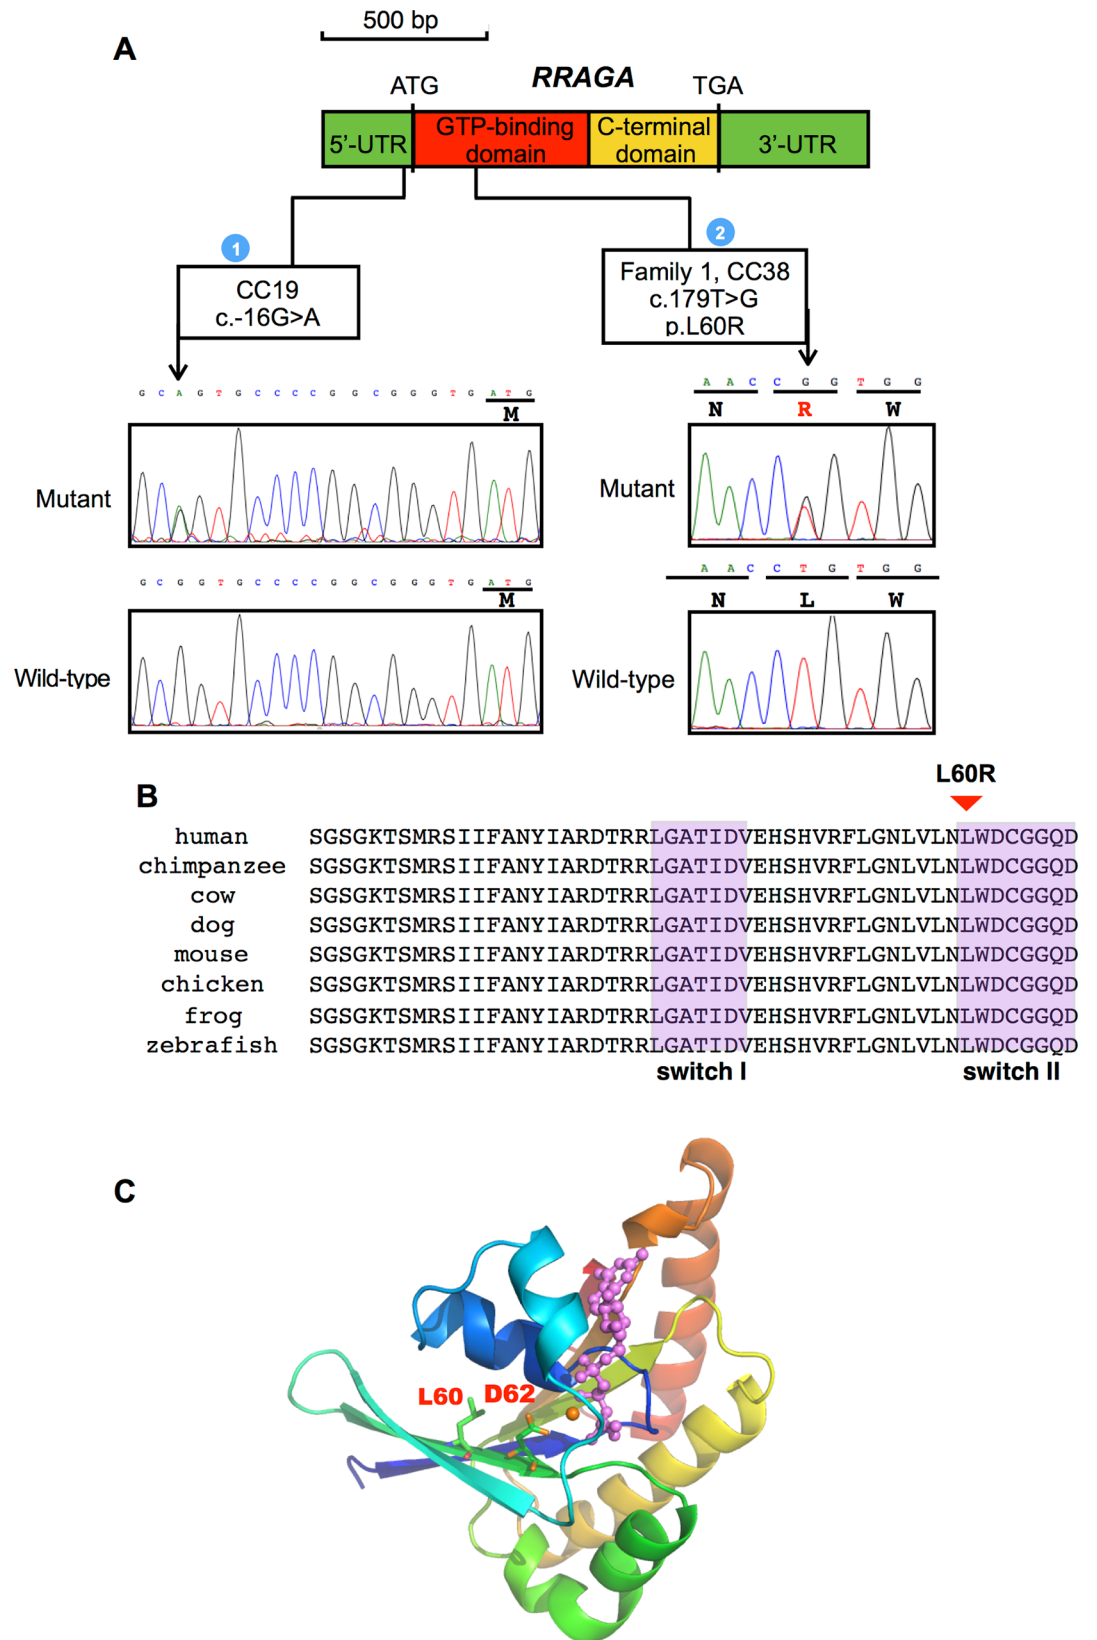 500 bp
A
ATG RRAGA TGA
5’-UTR
GTP-binding
domain
C-terminal
domain
3’-UTR
1
CC19
c.-16G>A
2
Family 1, CC38
c.179T>G
p.L60R
G C A G T G C C C C G G C G G G T G A T G
M
Mutant
G C G G T G C C C C G G C G G G T G A T G
M
Wild-type
A A C C G G T G G
N R W
Mutant
A A C C T G T G G
N L W
Wild-type
B
L60R
human SGSGKTSMRSIIFANYIARDTRRLGATIDVEHSHVRFLGNLVLNLWDCGGQD
chimpanzee SGSGKTSMRSIIFANYIARDTRRLGATIDVEHSHVRFLGNLVLNLWDCGGQD
cow SGSGKTSMRSIIFANYIARDTRRLGATIDVEHSHVRFLGNLVLNLWDCGGQD
dog SGSGKTSMRSIIFANYIARDTRRLGATIDVEHSHVRFLGNLVLNLWDCGGQD
mouse SGSGKTSMRSIIFANYIARDTRRLGATIDVEHSHVRFLGNLVLNLWDCGGQD
chicken SGSGKTSMRSIIFANYIARDTRRLGATIDVEHSHVRFLGNLVLNLWDCGGQD
frog SGSGKTSMRSIIFANYIARDTRRLGATIDVEHSHVRFLGNLVLNLWDCGGQD
zebrafish SGSGKTSMRSIIFANYIARDTRRLGATIDVEHSHVRFLGNLVLNLWDCGGQD
switch I switch II
C
L60 D62